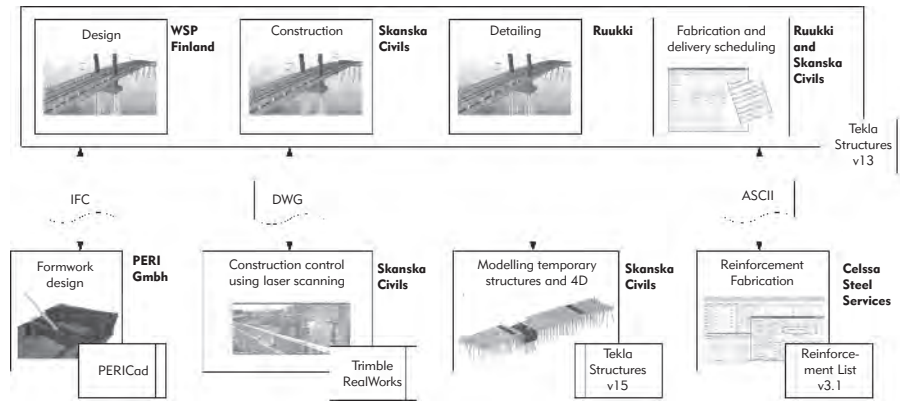 Design
WSP
Finland
Construction
Skanska
Civils
Detailing
Ruukki
Fabrication and
delivery scheduling
Ruukki
and
Skanska
Civils
Tekla
Structures
v13
IFC
DWG
ASCII
Formwork
design
PERI
Gmbh
PERICad
Construction control
using laser scanning
Skanska
Civils
Trimble
RealWorks
Modelling temporary
structures and 4D
Skanska
Civils
Tekla
Structures
v15
Reinforcement
Fabrication
Celssa
Steel
Services
Reinforce-
ment List
v3.1